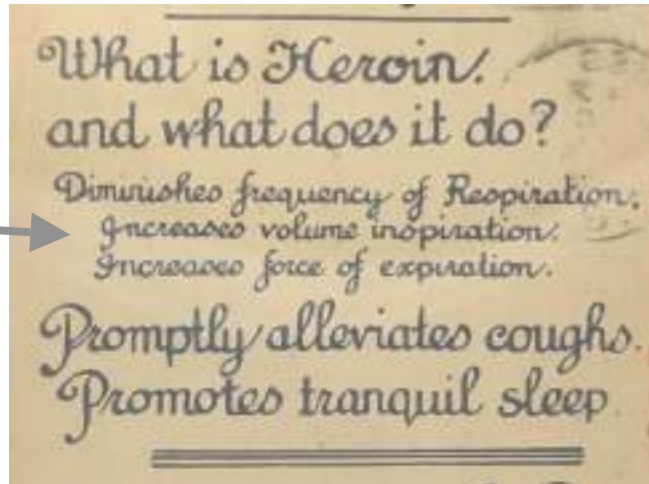 What is Heroin.
and what does it do?
Diminishes frequency of Respiration.
Increases volume inspiration.
Increases force of expiration.
Promptly alleviates coughs.
Promotes tranquil sleep.